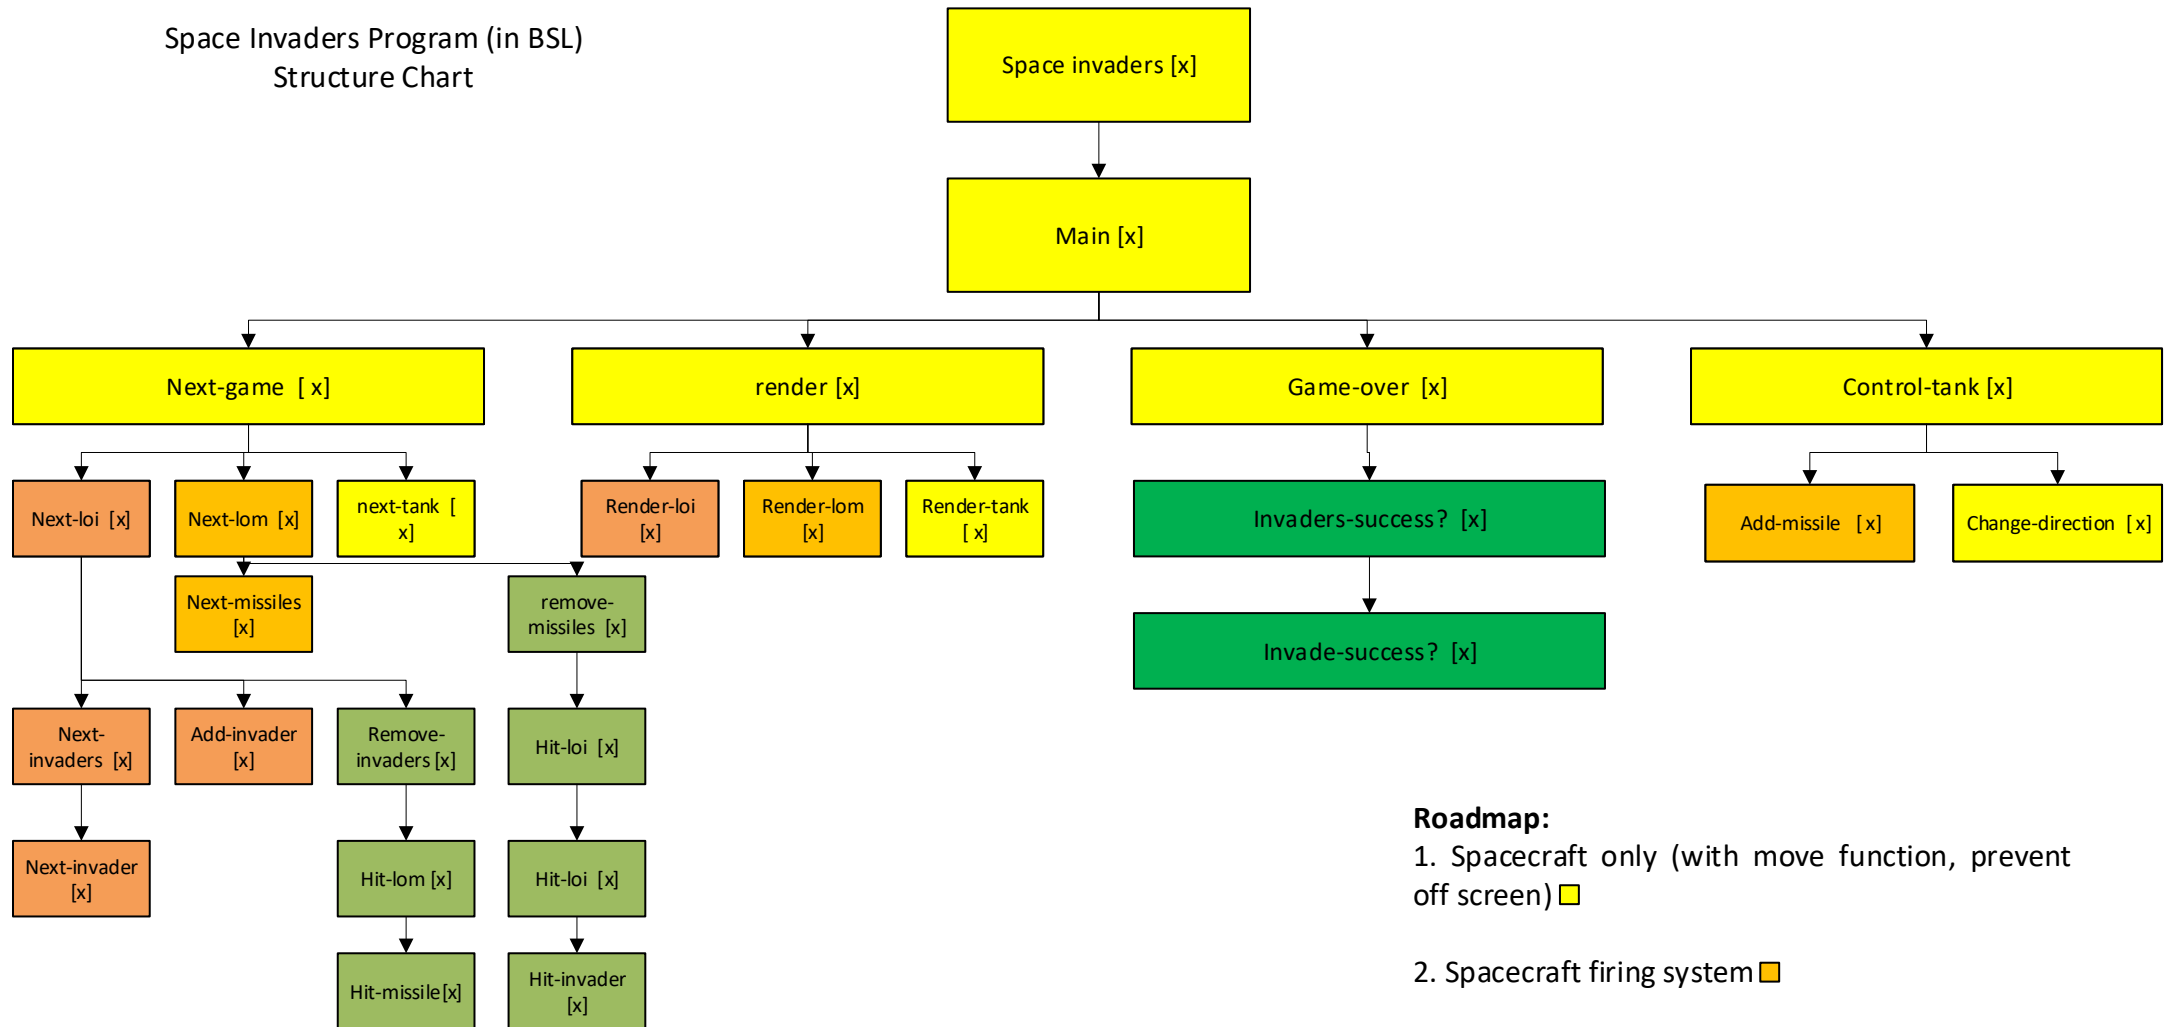 Space Invaders Program (in BSL)
Structure Chart
Space invaders [x]
Main [x]
Next-game [ x]
render [x]
Game-over [x]
Control-tank [x]
Next-loi [x]
Next-lom [x]
next-tank [
x]
Render-loi
[x]
Render-lom
[x]
Render-tank
[ x]
Invaders-success? [x]
Add-missile [ x]
Change-direction [ x]
Next-missiles
[x]
remove-
missiles [x]
Invade-success? [x]
Next-
invaders [x]
Add-invader
[x]
Remove-
invaders [x]
Hit-loi [x]
Next-invader
[x]
Hit-lom [x]
Hit-loi [x]
Hit-missile[x]
Hit-invader
[x]
Roadmap:
1. Spacecraft only (with move function, prevent
off screen)
2. Spacecraft firing system